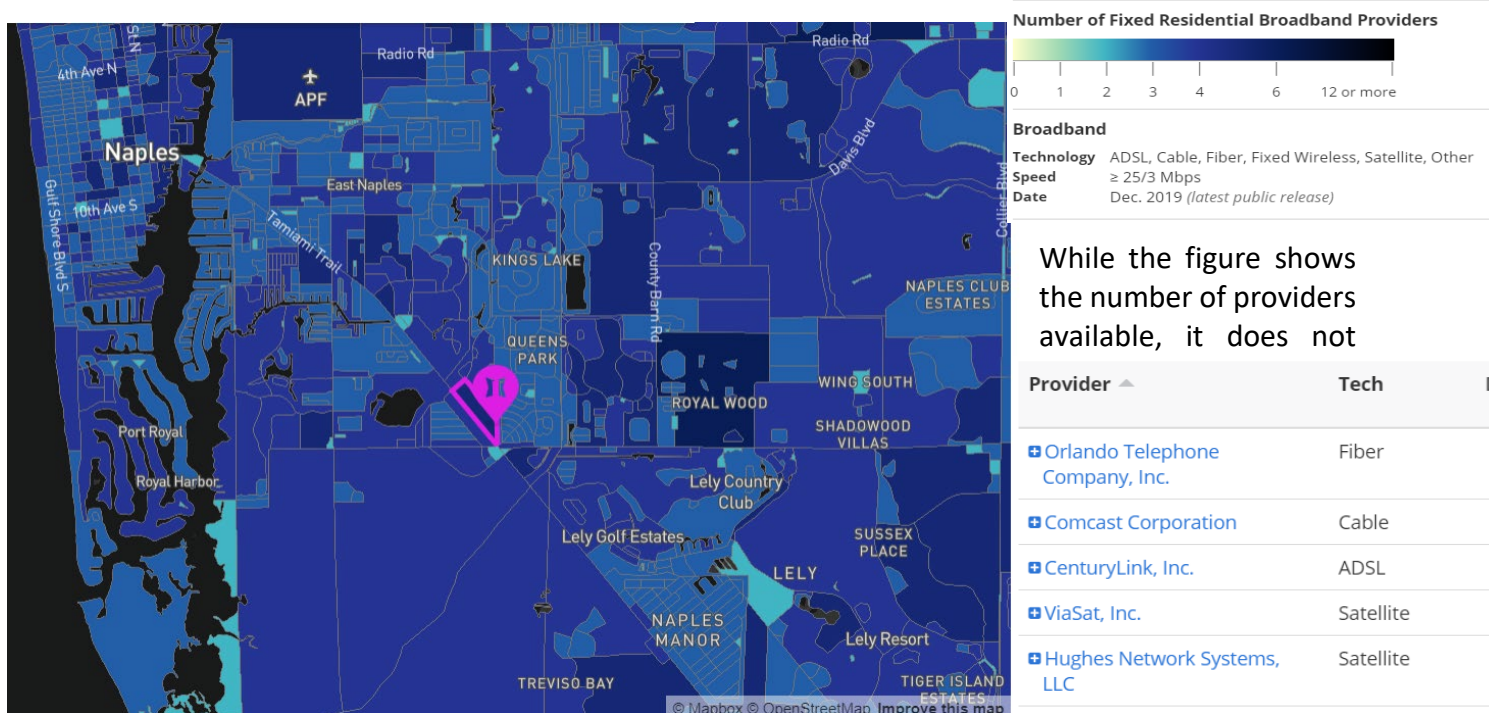 St N
4th Ave N
Naples
Gulf Shore Blvd S
10th Ave S
APF
Radio Rd
Radio Rd
Davis Blvd
Collier Blvd
East Naples
Tamiami Trail
KINGS LAKE
County Barn Rd
NAPLES CLUB
ESTATES
QUEENS
PARK
WING SOUTH
ROYAL WOOD
SHADOWOOD
VILLAS
Port Royal
Royal Harbor
Lely Country
Club
Lely Golf Estates
SUSSEX
PLACE
LELY
NAPLES
MANOR
Lely Resort
TREVISO BAY
TIGER ISLAND
ESTATES
© Mapbox © OpenStreetMap Improve this map
Number of Fixed Residential Broadband Providers
0 1 2 3 4 6 12 or more
Broadband
Technology ADSL, Cable, Fiber, Fixed Wireless, Satellite, Other
Speed ≥ 25/3 Mbps
Date Dec. 2019 (latest public release)
While the figure shows
the number of providers
available, it does not
Provider Tech
Orlando Telephone Fiber
Company, Inc.
Comcast Corporation Cable
CenturyLink, Inc. ADSL
ViaSat, Inc. Satellite
Hughes Network Systems, Satellite
LLC